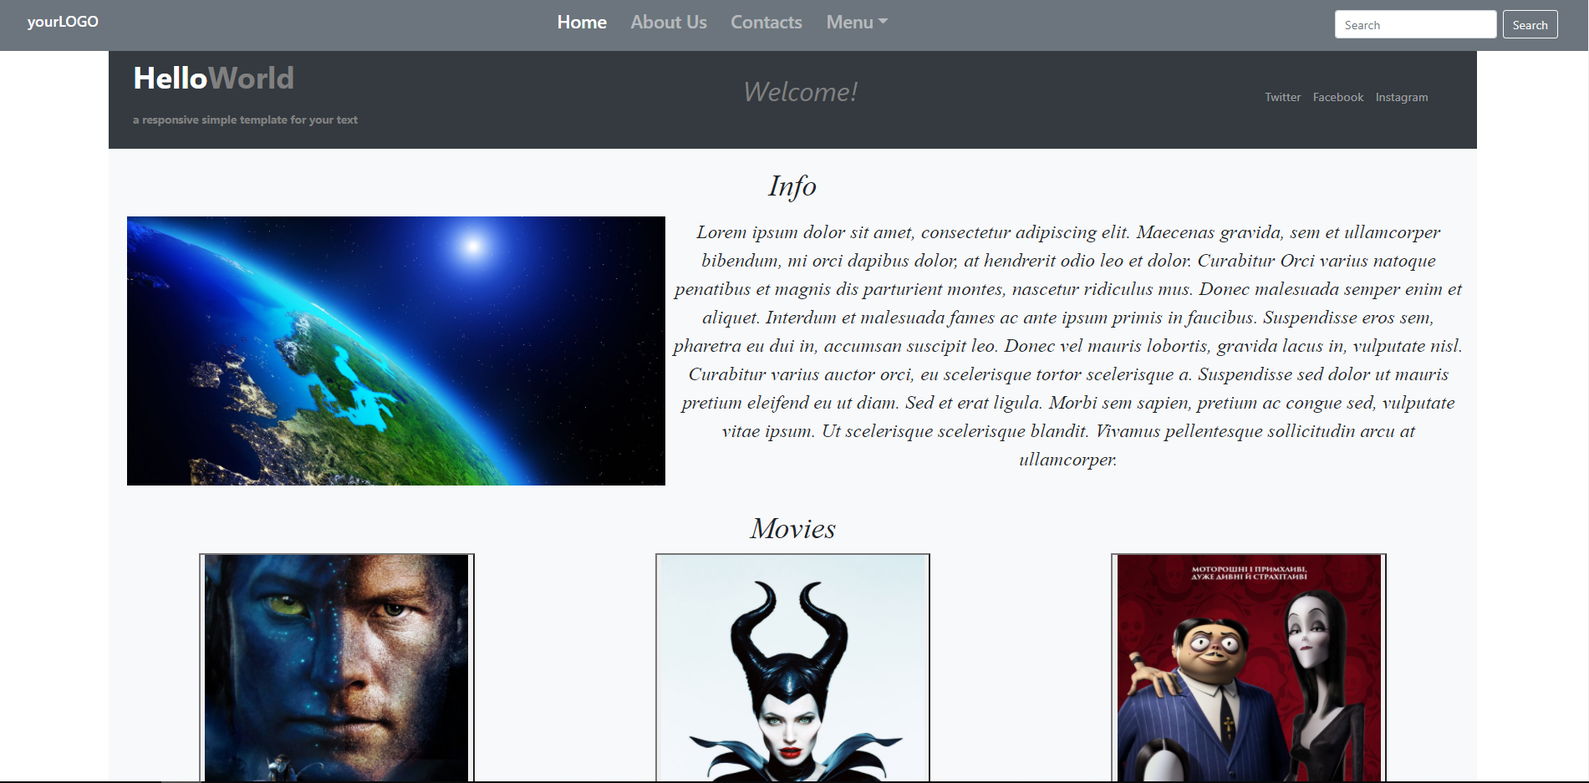 yourLOGO
Home About Us Contacts Menu
Search
Search
HelloWorld
a responsive simple template for your text
Welcome!
Twitter Facebook Instagram
Info
Lorem ipsum dolor sit amet, consectetur adipiscing elit. Maecenas gravida, sem et ullamcorper
bibendum, mi orci dapibus dolor, at hendrerit odio leo et dolor. Curabitur Orci varius natoque
penatibus et magnis dis parturient montes, nascetur ridiculus mus. Donec malesuada semper enim et
aliquet. Interdum et malesuada fames ac ante ipsum primis in faucibus. Suspendisse eros sem,
pharetra eu dui in, accumsan suscipit leo. Donec vel mauris lobortis, gravida lacus in, vulputate nisl.
Curabitur varius auctor orci, eu scelerisque tortor scelerisque a. Suspendisse sed dolor ut mauris
pretium eleifend eu ut diam. Sed et erat ligula. Morbi sem sapien, pretium ac congue sed, vulputate
vitae ipsum. Ut scelerisque scelerisque blandit. Vivamus pellentesque sollicitudin arcu at
ullamcorper.
Movies
МОТОРОШНІ І ПРИМХЛИВІ,
ДУЖЕ ДИВНІ Й СТРАХІТЛИВІ